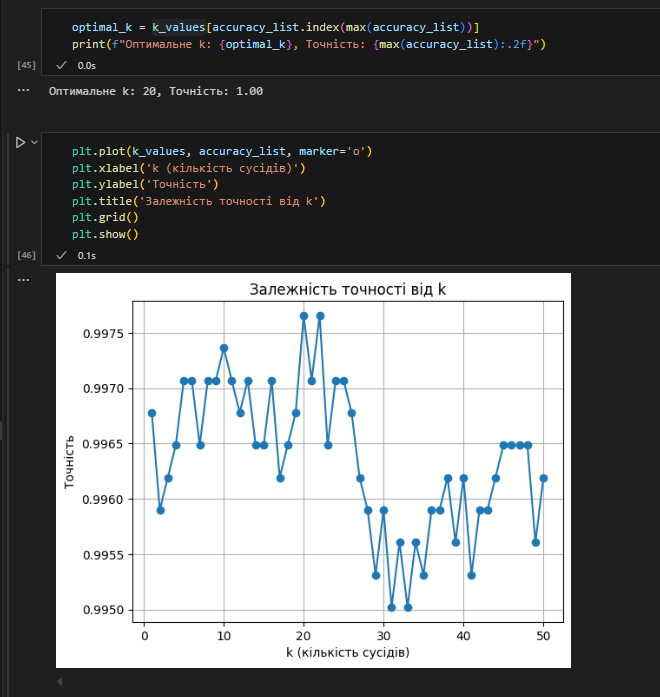 optimal_k = k_values[accuracy_list.index(max(accuracy_list))]
print(f"Оптимальне k: {optimal_k}, Точність: {max(accuracy_list):.2f}")
[45]
0.0s
...
Оптимальне k: 20, Точність: 1.00
plt.plot(k_values, accuracy_list, marker='o')
plt.xlabel('k (кількість сусідів)')
plt.ylabel('Точність')
plt.title('Залежність точності від k')
plt.grid()
plt.show()
[46]
0.1s
...
Залежність точності від k
0.9975
0.9970
0.9965
0.9960
0.9955
0.9950
Точність
0 10 20 30 40 50
k (кількість сусідів)